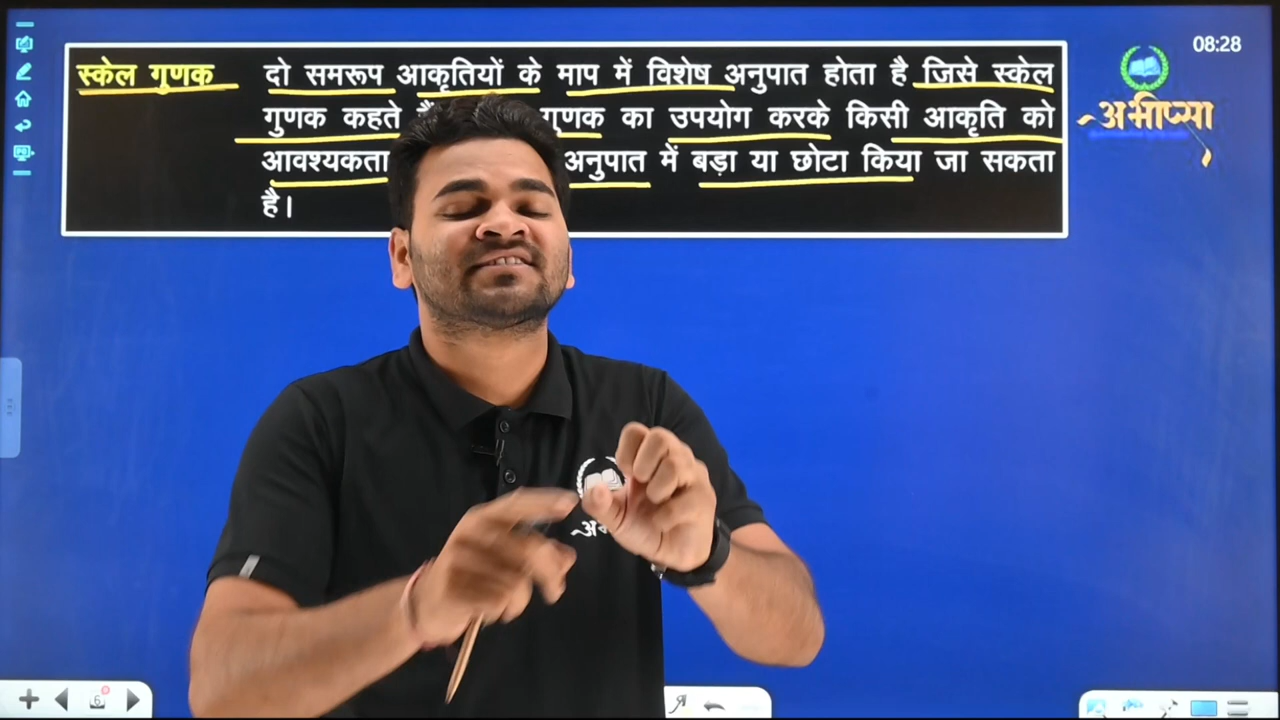 08:28
स्केल गुणक दो समरूप आकृतियों के माप में विशेष अनुपात होता है जिसे स्केल
गुणक कहते गुणक का उपयोग करके किसी आकृति को
आवश्यकता अनुपात में बड़ा या छोटा किया जा सकता
है।
अभीप्सा